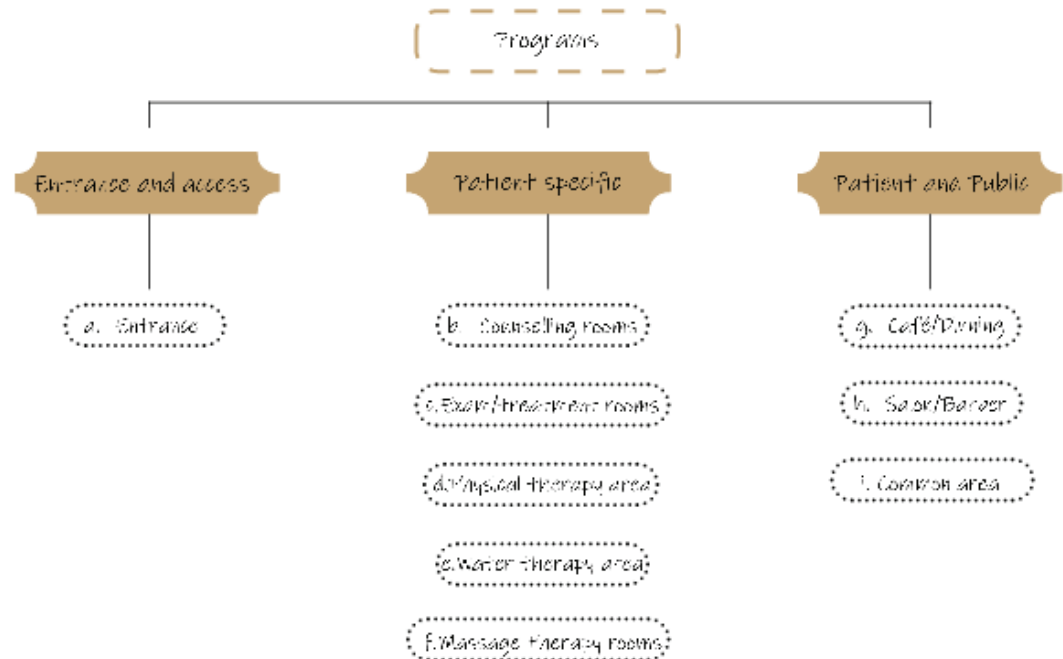 Programs
Entrance and access
Patient specific
Patient and Public
a. Entrance
b. Counselling rooms
g. Café/Dining
c.Exam/treatment rooms
h. Salon/Barber
d.Physical therapy area
i. Common area
e.Water therapy area
f.Massage therapy rooms